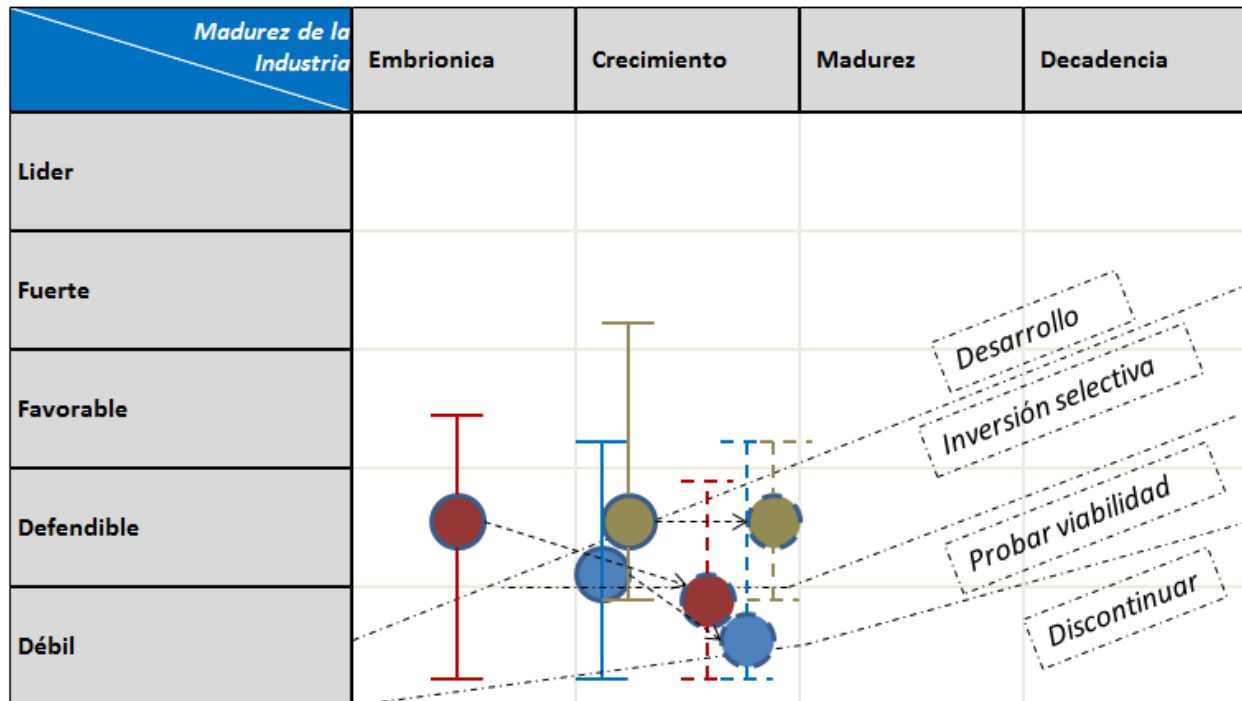 Madurez de la
Industria
Embrionica
Crecimiento
Madurez
Decadencia
Lider
Fuerte
Favorable
Defendible
Débil
Desarrollo
Inversión selectiva
Probar viabilidad
Discontinuar